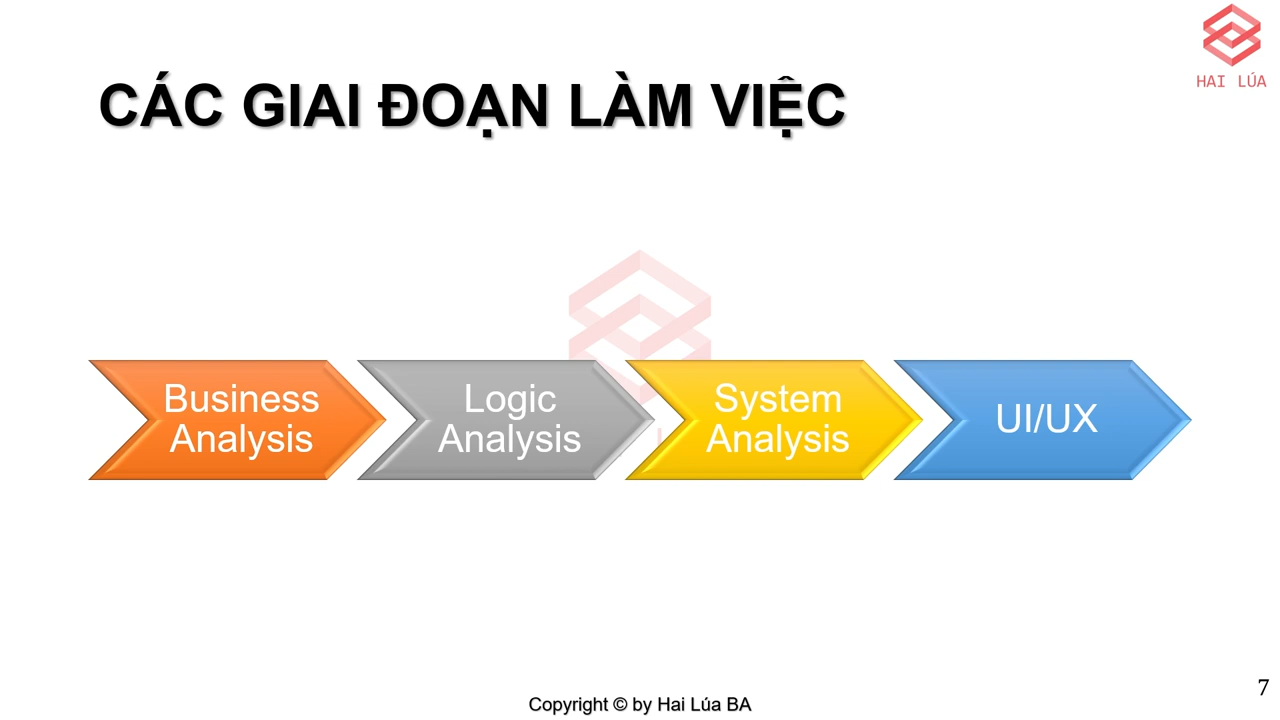 HAI LÚA
CÁC GIAI ĐOẠN LÀM VIỆC
Business
Analysis
Logic
Analysis
System
Analysis
UI/UX
7
Copyright © by Hai Lúa BA